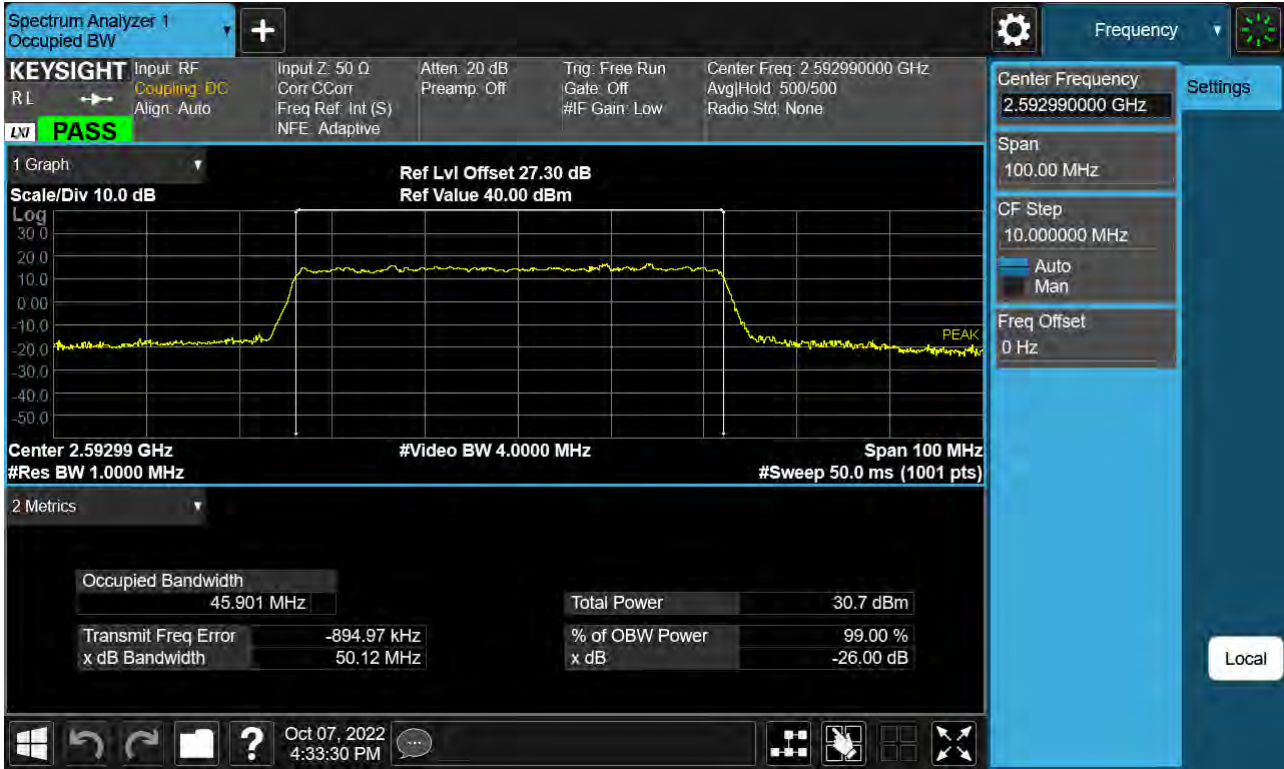 Spectrum Analyzer 1
Occupied BW
+
Frequency
KEYSIGHT
RL
LXI PASS
Input: RF
Coupling: DC
Align: Auto
Input Z: 50 Ω
Corr CCorr
Freq Ref: Int (S)
NFE: Adaptive
Atten: 20 dB
Preamp: Off
Trig: Free Run
Gate: Off
#IF Gain: Low
Center Freq: 2.592990000 GHz
Avg|Hold: 500/500
Radio Std: None
Center Frequency
2.592990000 GHz
Settings
Span
100.00 MHz
CF Step
10.000000 MHz
Auto
Man
Freq Offset
0 Hz
Local
1 Graph
Scale/Div 10.0 dB
Ref Lvl Offset 27.30 dB
Ref Value 40.00 dBm
Log
30.0
20.0
10.0
0.00
-10.0
-20.0
-30.0
-40.0
-50.0
PEAK
Center 2.59299 GHz
#Video BW 4.0000 MHz
Span 100 MHz
#Res BW 1.0000 MHz
#Sweep 50.0 ms (1001 pts)
2 Metrics
Occupied Bandwidth
45.901 MHz
Total Power 30.7 dBm
Transmit Freq Error -894.97 kHz
% of OBW Power 99.00 %
x dB Bandwidth 50.12 MHz
x dB -26.00 dB
?
Oct 07, 2022
4:33:30 PM